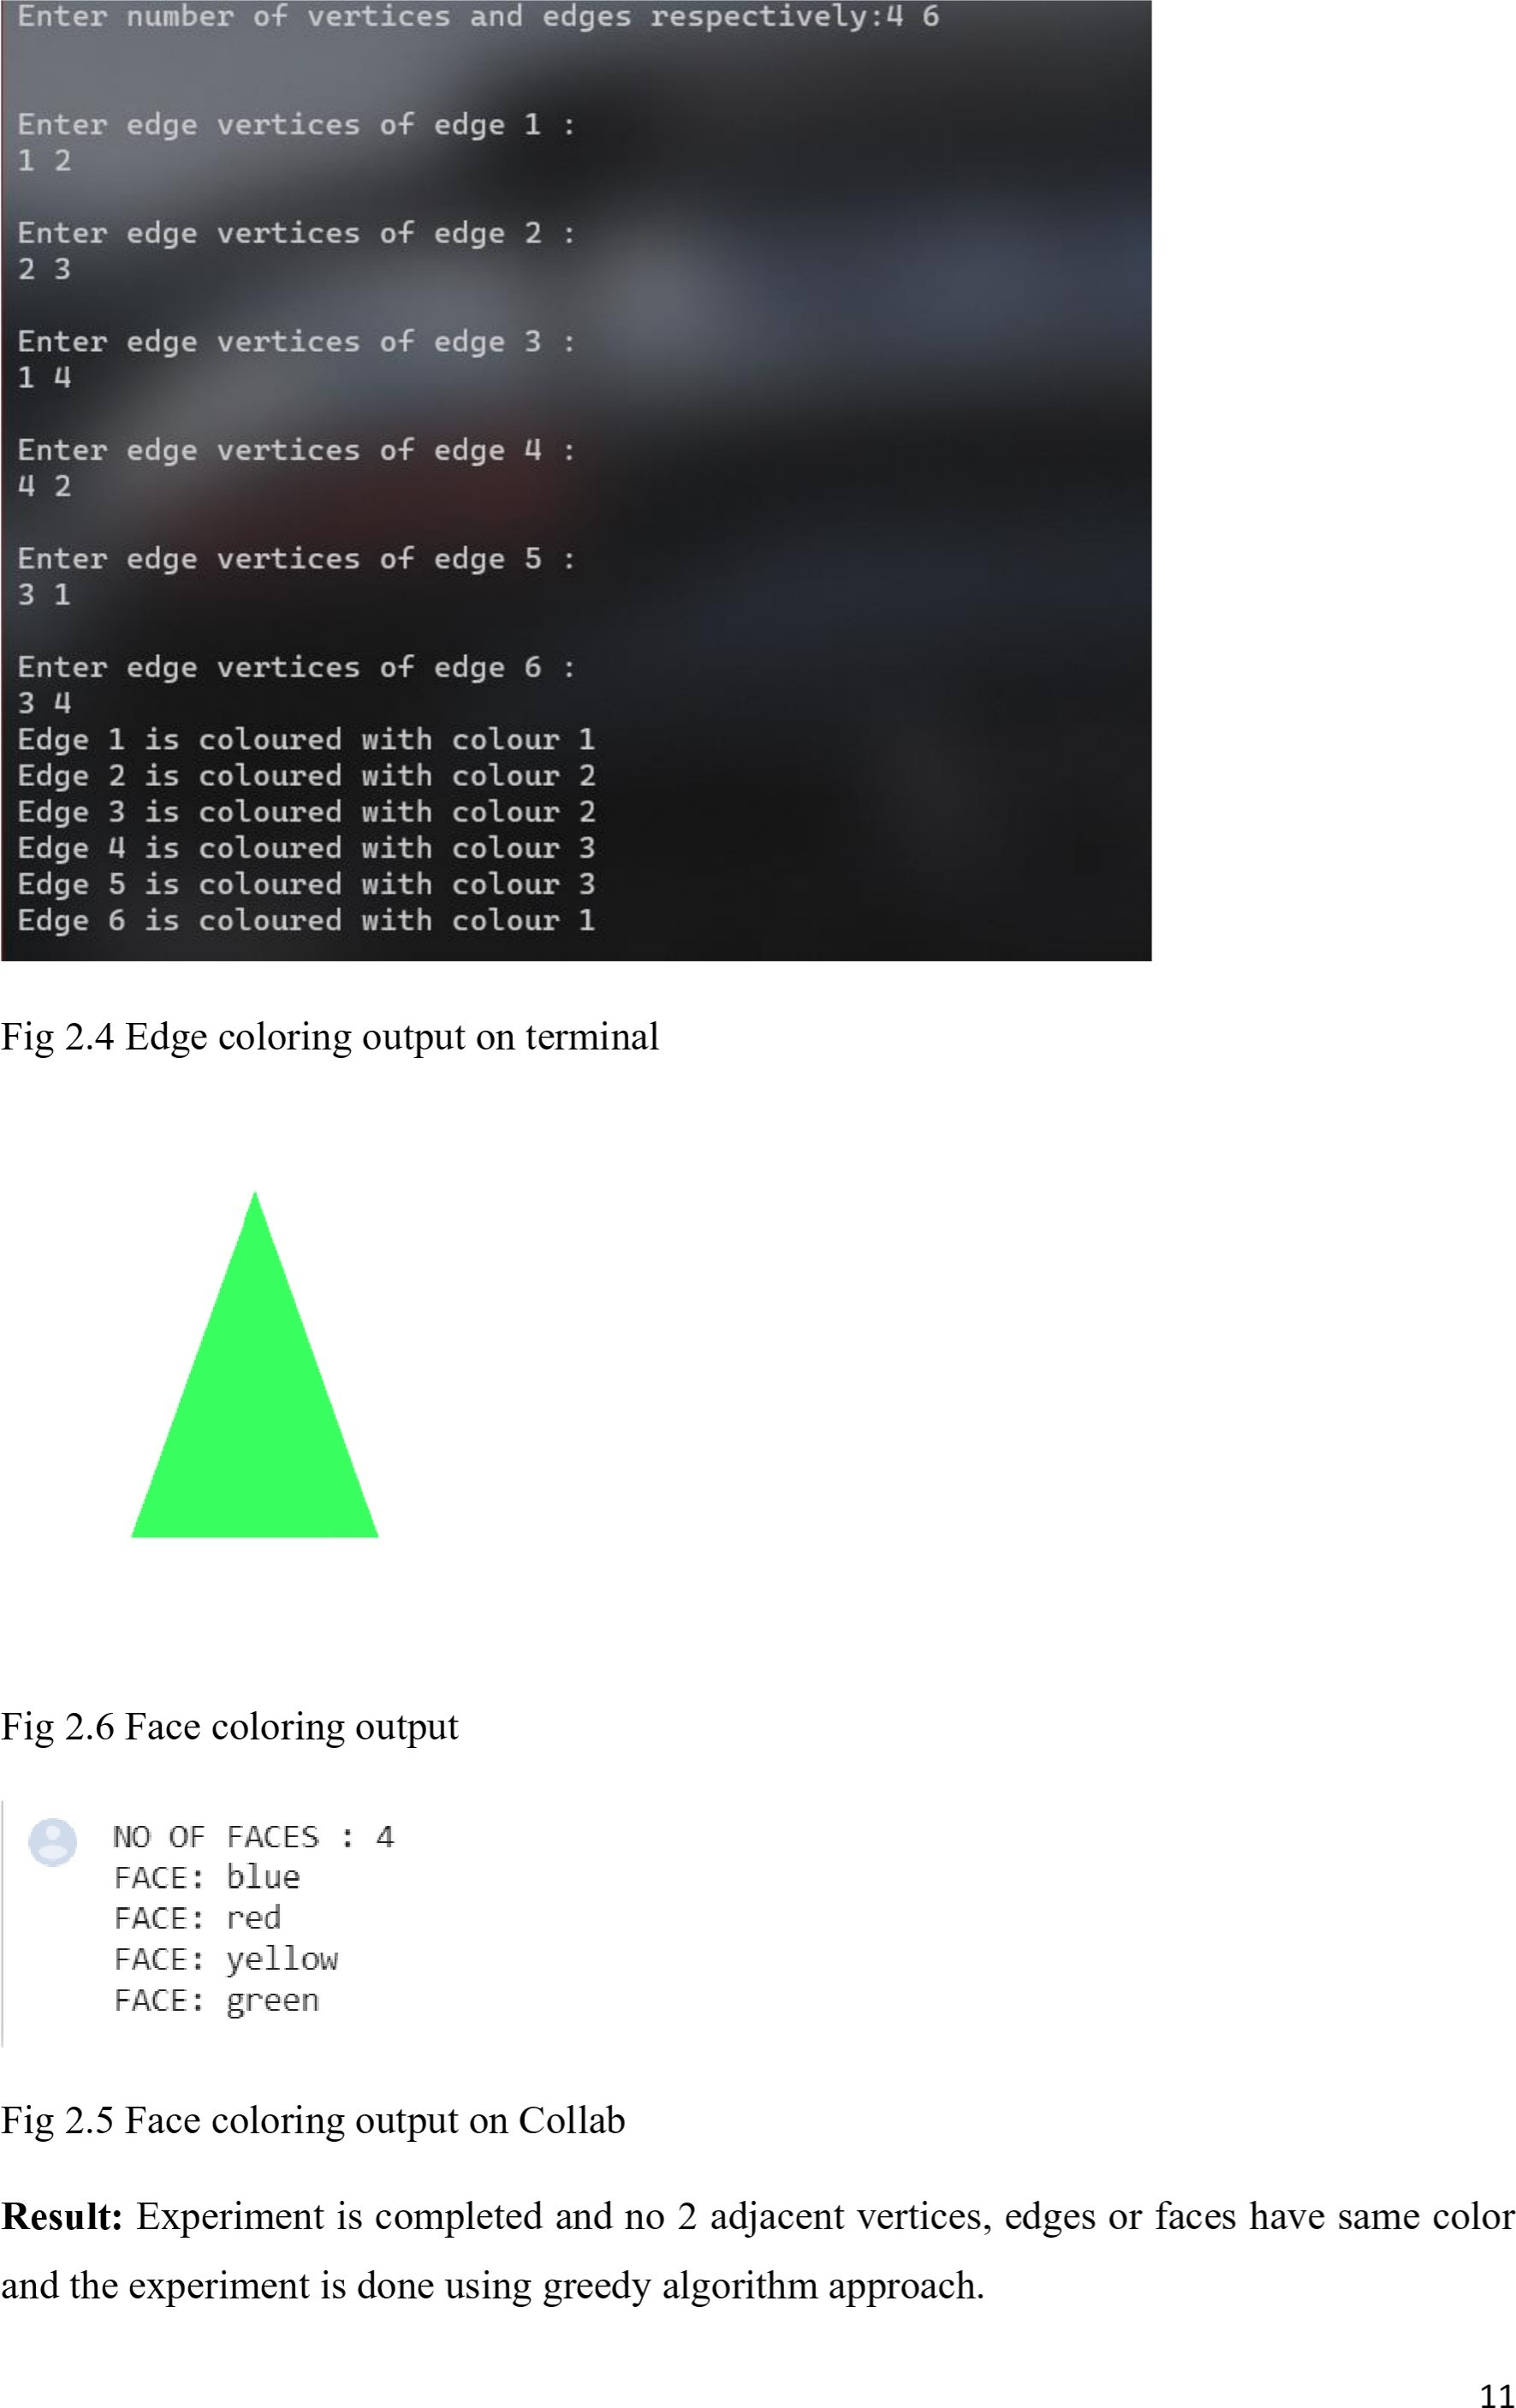 Enter number of vertices and edges respectively:4 6
Enter edge vertices of edge 1 :
1 2
Enter edge vertices of edge 2 :
2 3
Enter edge vertices of edge 3 :
1 4
Enter edge vertices of edge 4 :
4 2
Enter edge vertices of edge 5 :
3 1
Enter edge vertices of edge 6 :
3 4
Edge 1 is coloured with colour 1
Edge 2 is coloured with colour 2
Edge 3 is coloured with colour 2
Edge 4 is coloured with colour 3
Edge 5 is coloured with colour 3
Edge 6 is coloured with colour 1
Fig 2.4 Edge coloring output on terminal
Fig 2.6 Face coloring output
NO OF FACES : 4
FACE: blue
FACE: red
FACE: yellow
FACE: green
Fig 2.5 Face coloring output on Collab
Result: Experiment is completed and no 2 adjacent vertices, edges or faces have same color
and the experiment is done using greedy algorithm approach.
11